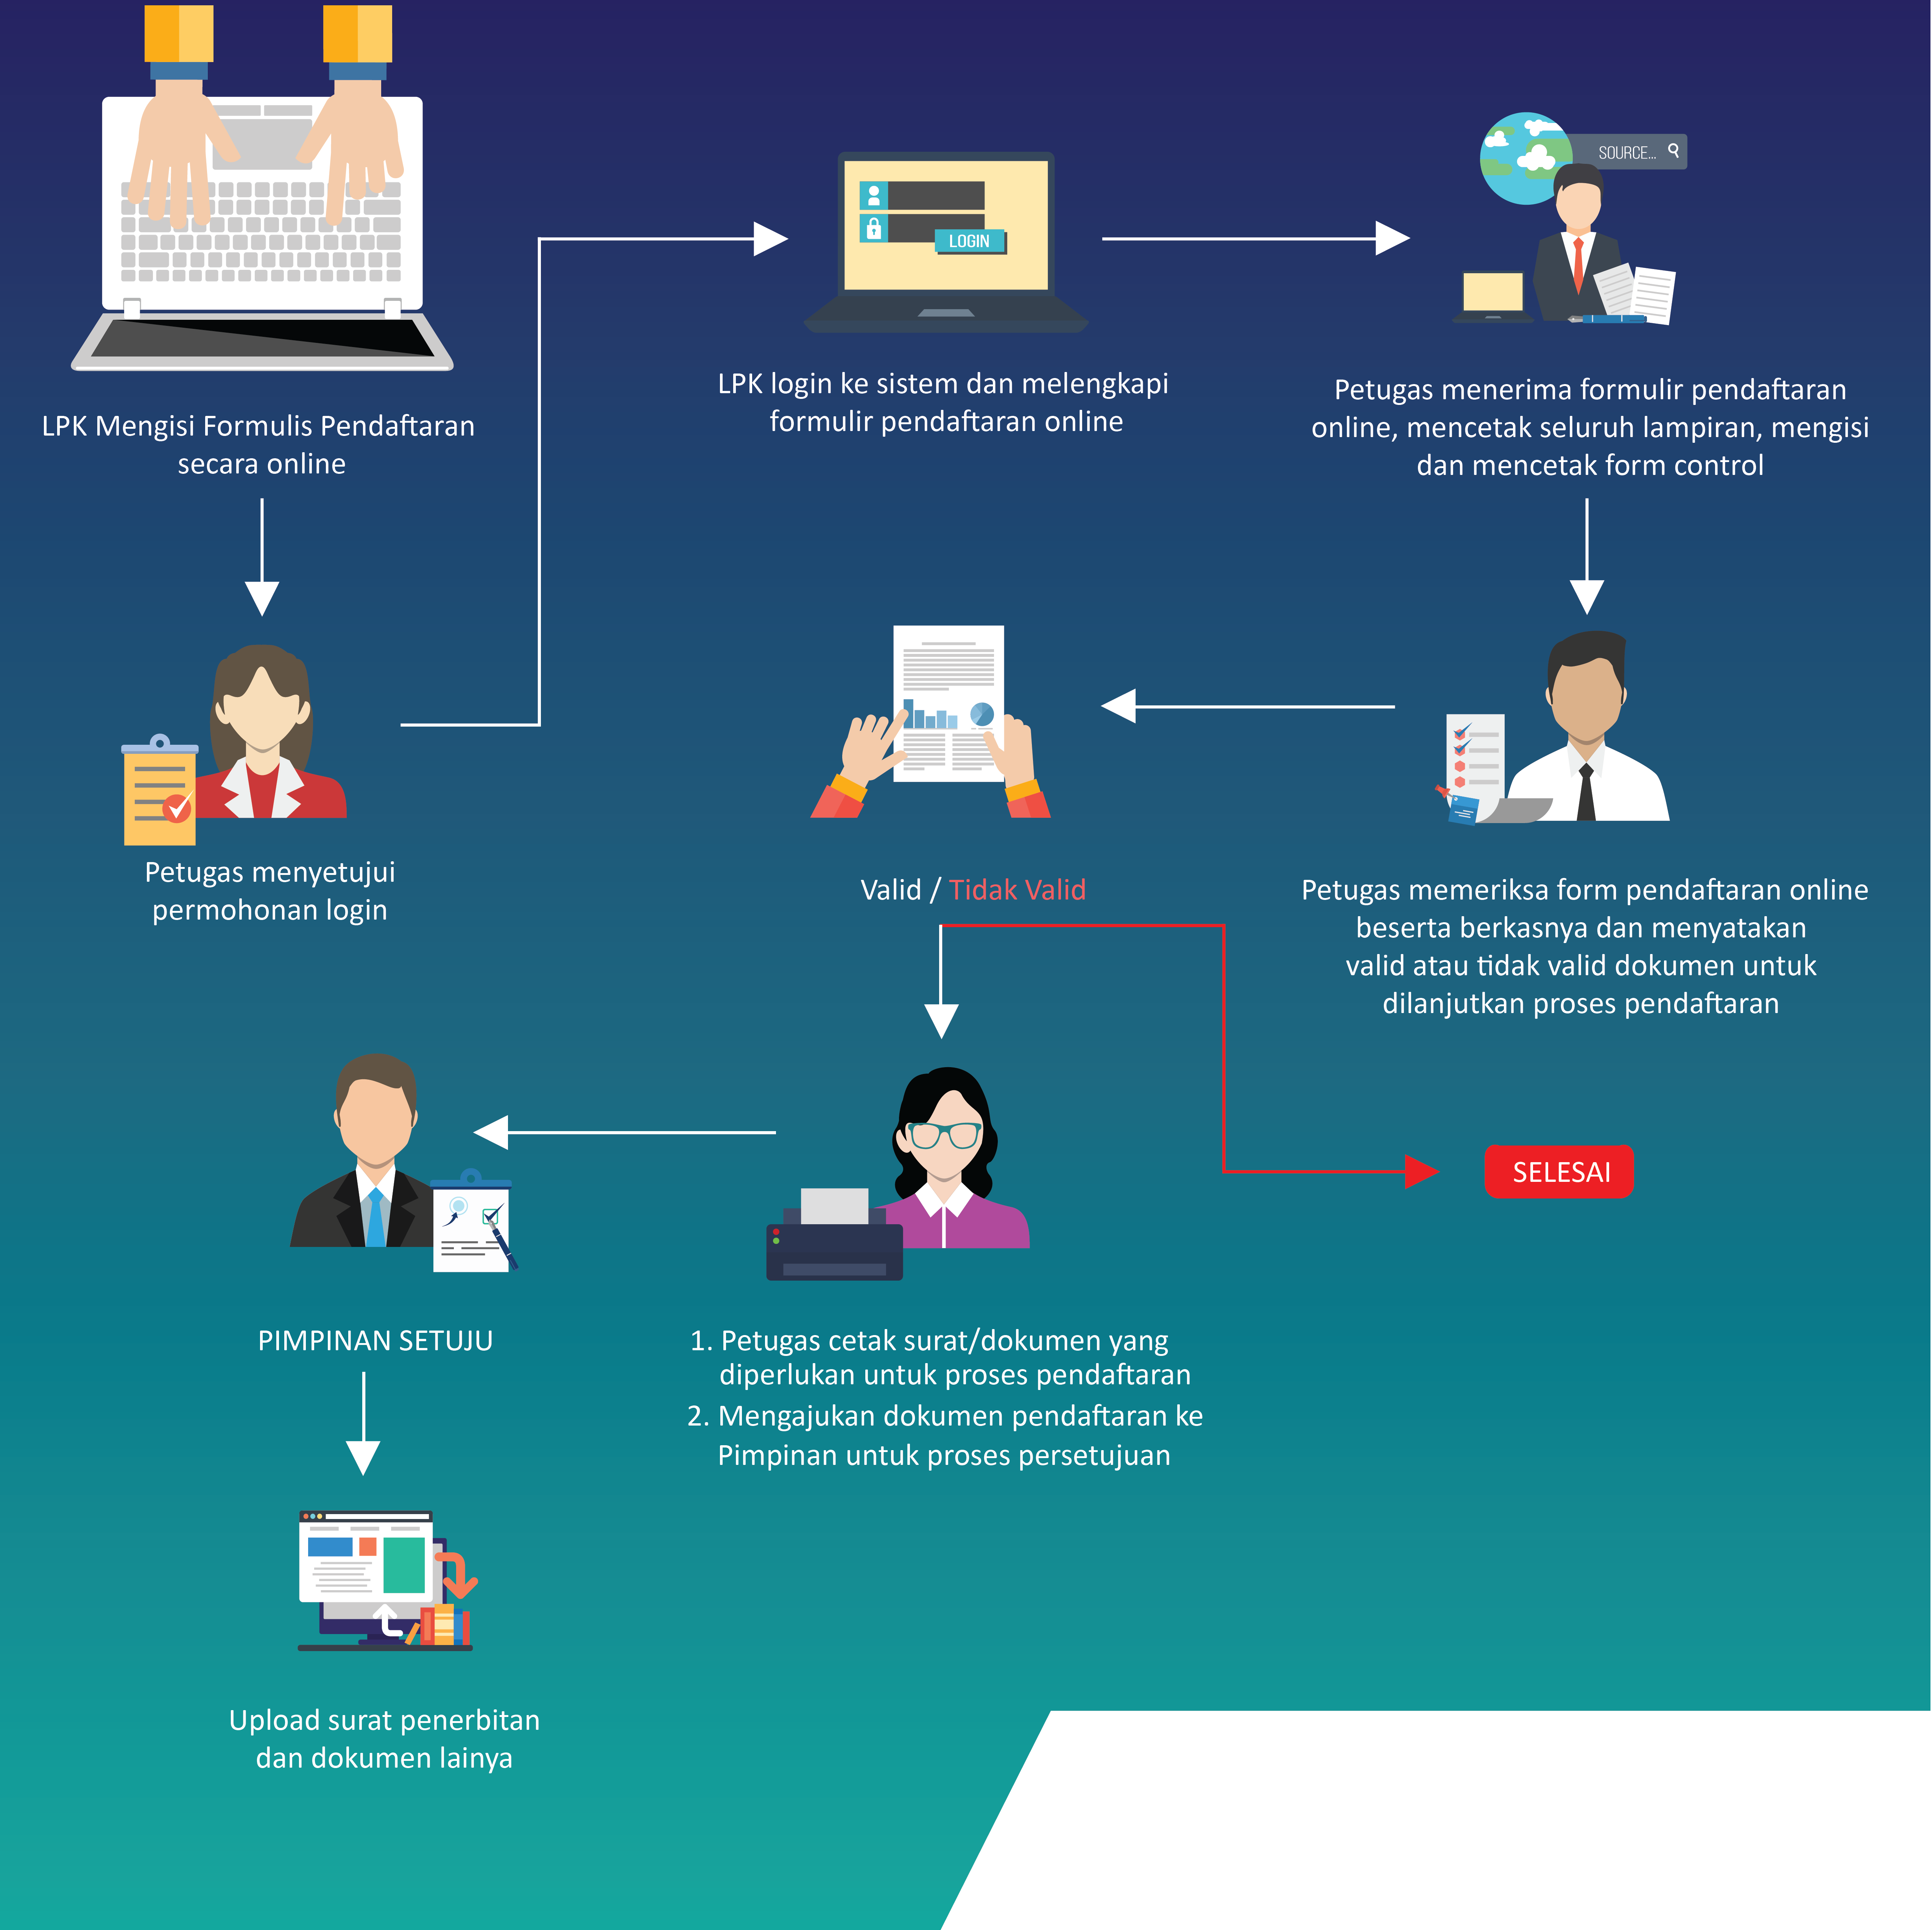 LPK Mengisi Formulis Pendaftaran
secara online
Petugas menyetujui
permohonan login
LOGIN
LPK login ke sistem dan melengkapi
formulir pendaftaran online
SOURCE...
Petugas menerima formulir pendaftaran
online, mencetak seluruh lampiran, mengisi
dan mencetak form control
Petugas memeriksa form pendaftaran online
beserta berkasnya dan menyatakan
valid atau tidak valid dokumen untuk
dilanjutkan proses pendaftaran
Valid / Tidak Valid
SELESAI
1. Petugas cetak surat/dokumen yang
diperlukan untuk proses pendaftaran
2. Mengajukan dokumen pendaftaran ke
Pimpinan untuk proses persetujuan
PIMPINAN SETUJU
Upload surat penerbitan
dan dokumen lainya